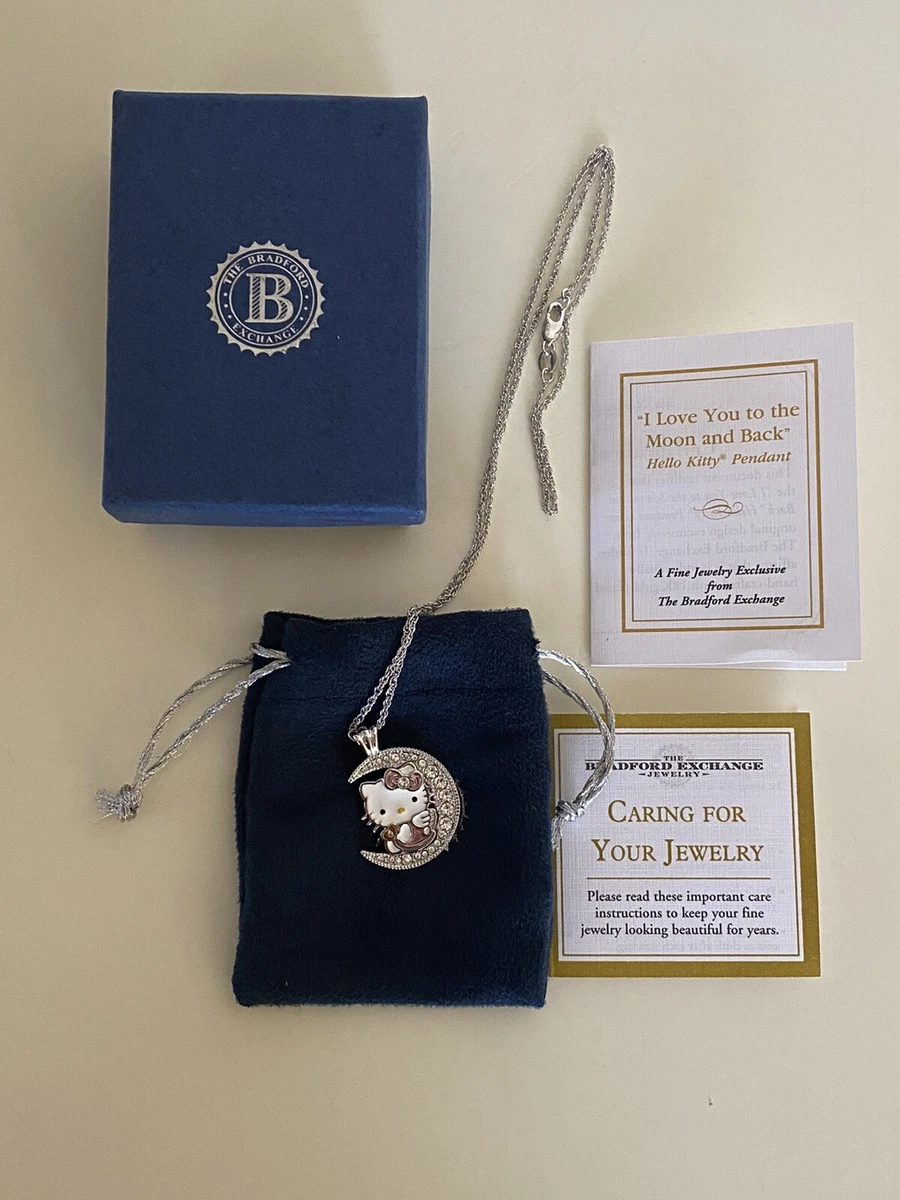 THE BRADFORD
B
EXCHANGE
"I Love You to the
Moon and Back"
Hello Kitty® Pendant
A Fine Jewelry Exclusive
from
The Bradford Exchange
THE
BRADFORD EXCHANGE
JEWELRY
CARING FOR
YOUR JEWELRY
Please read these important care
instructions to keep your fine
jewelry looking beautiful for years.